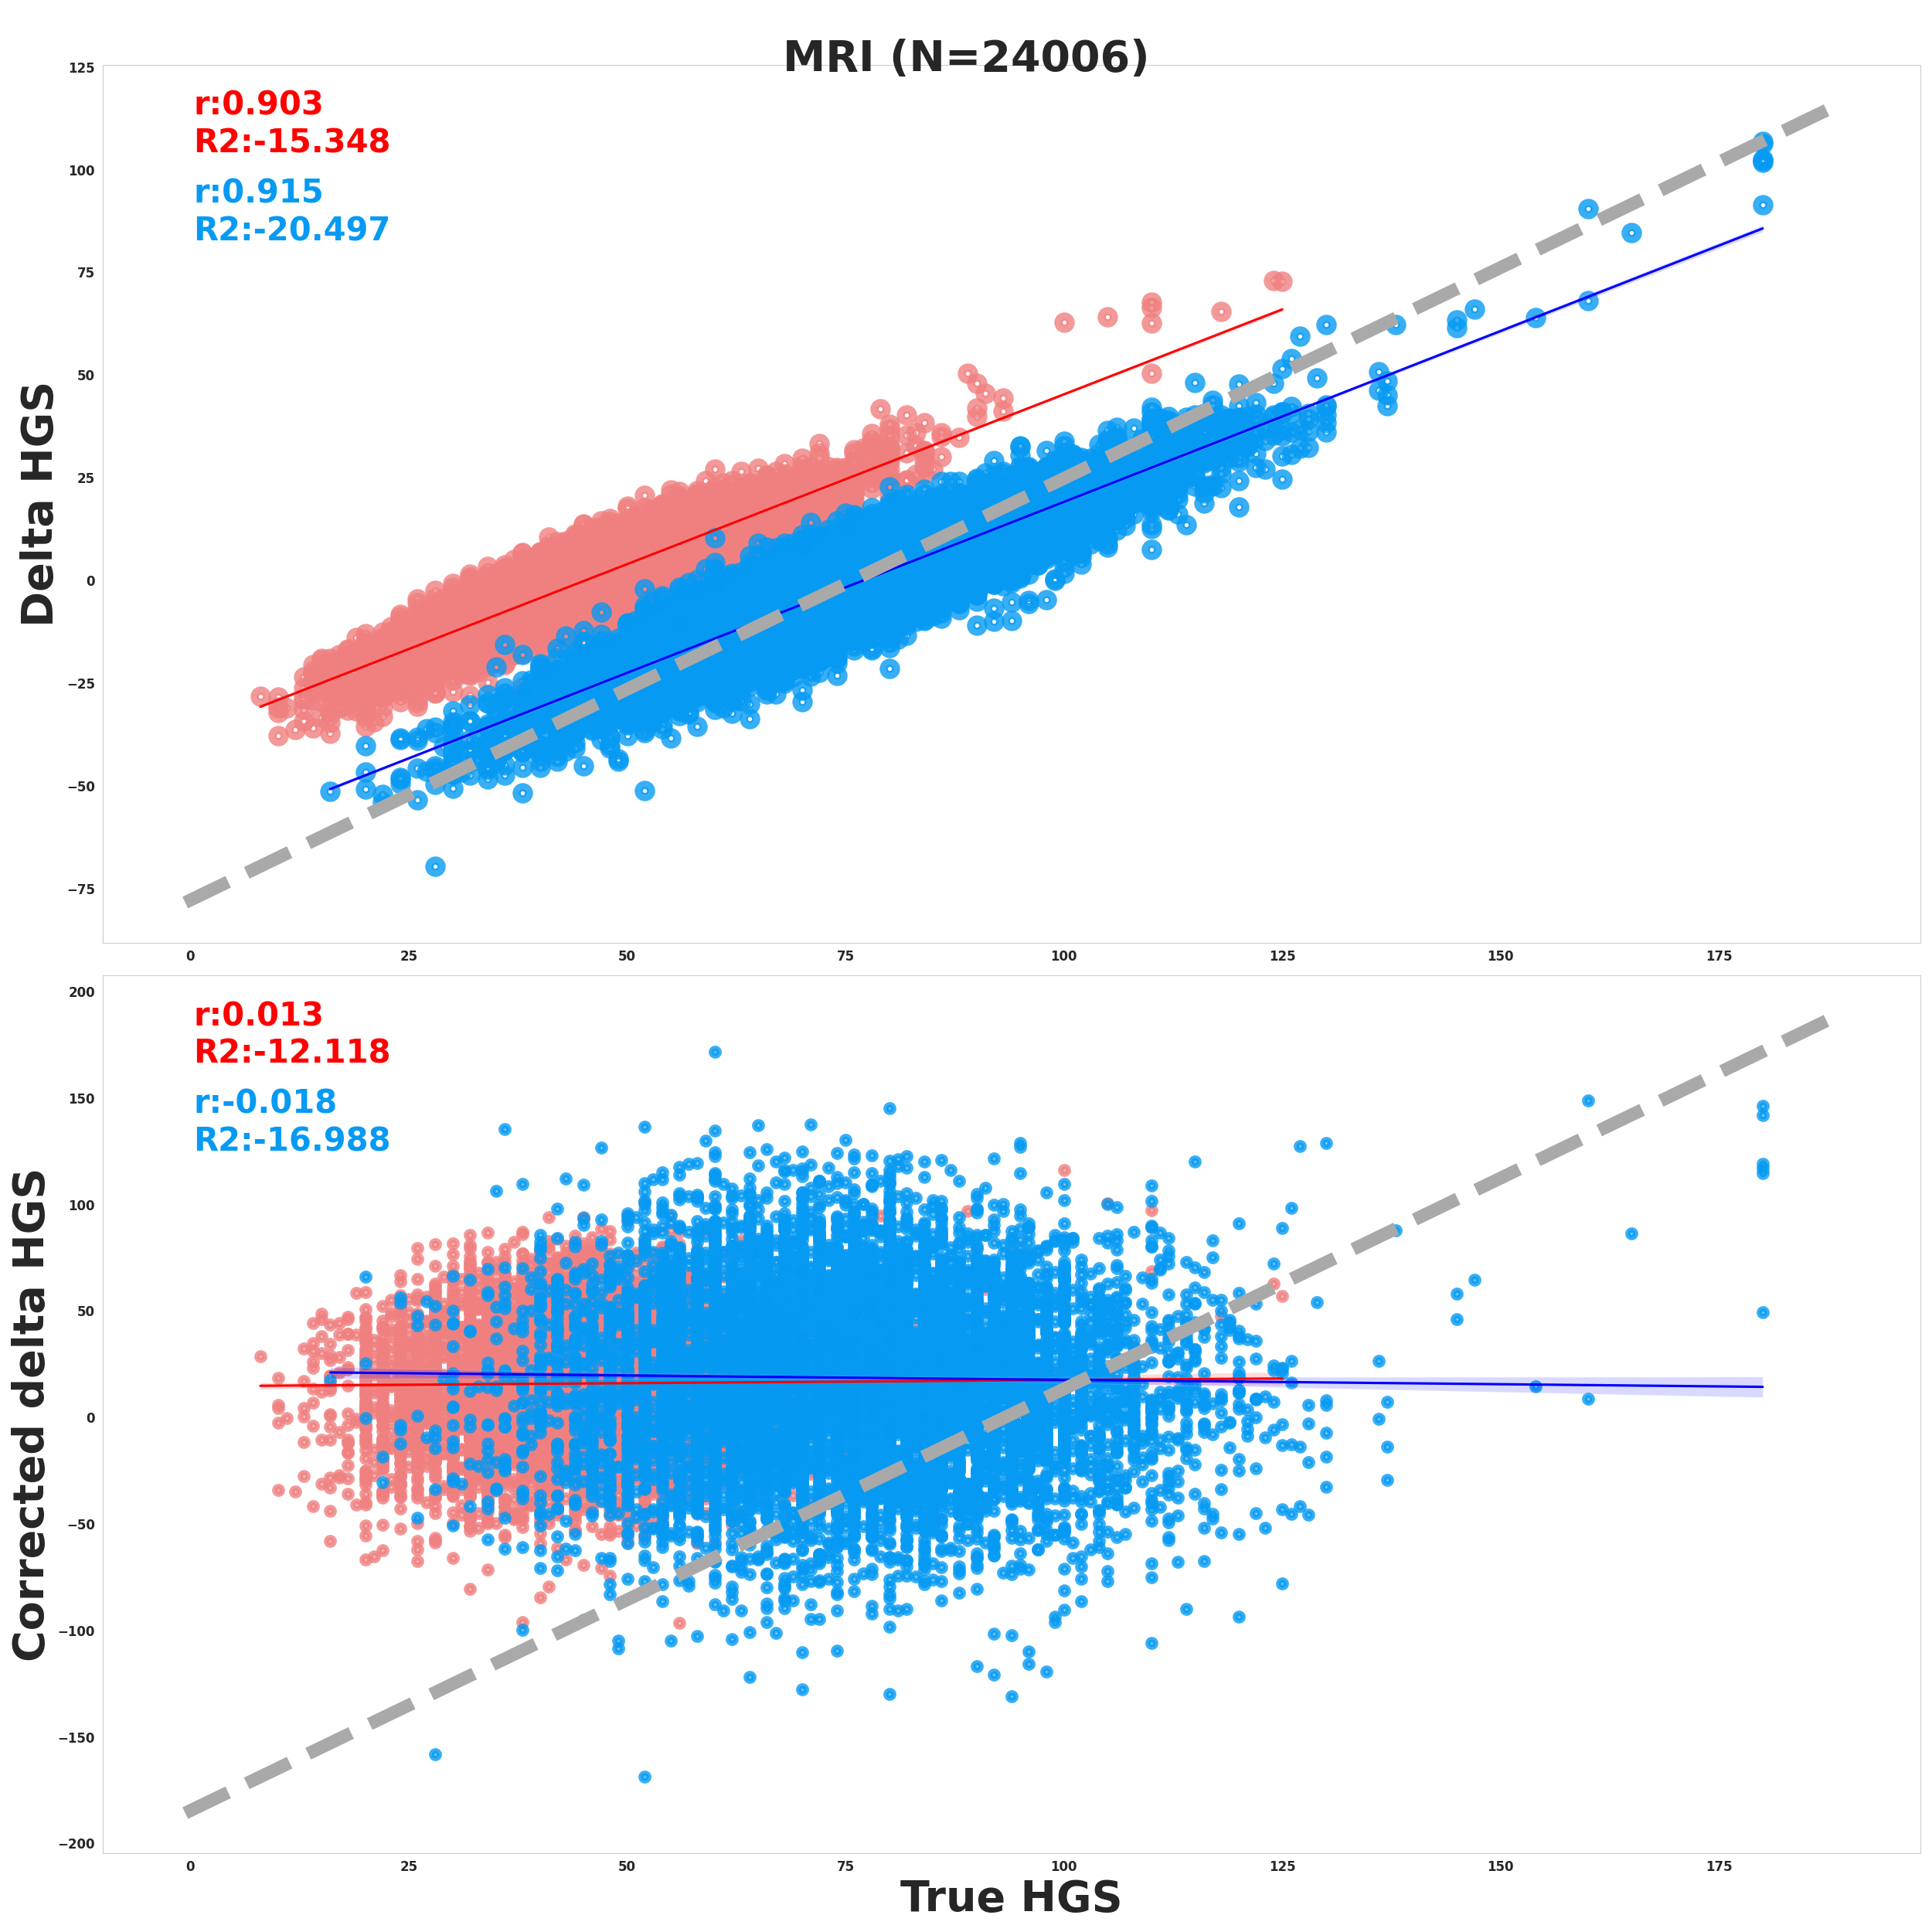 MRI (N=24006)
125
100
75
50
25
0
−25
−50
−75
Delta HGS
r:0.903
R2:-15.348
r:0.915
R2:-20.497
0 25 50 75 100 125 150 175
200
150
100
50
0
−50
−100
−150
−200
Corrected delta HGS
r:0.013
R2:-12.118
r:-0.018
R2:-16.988
0 25 50 75 100 125 150 175
True HGS